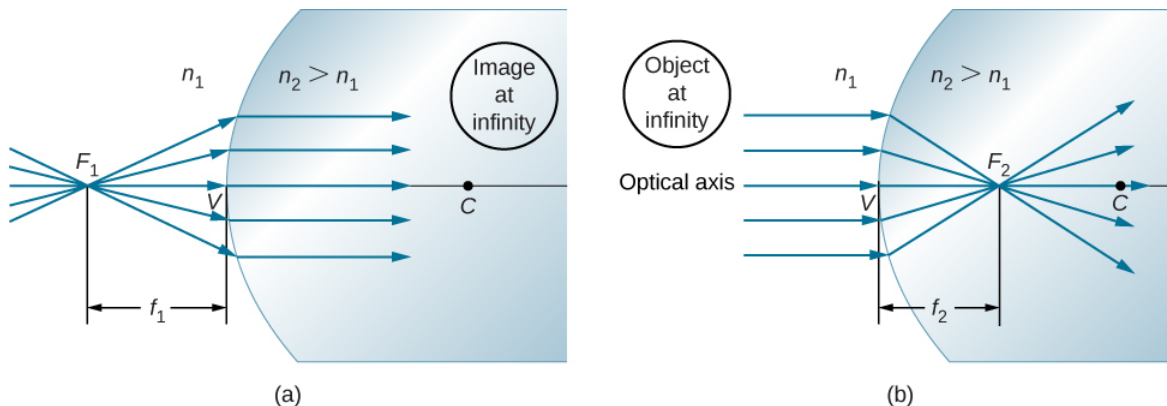 n₁
n₂ > n₁
Image
at
infinity
F₁
V
C
f₁
(a)
Object
at
infinity
n₁
n₂ > n₁
Optical axis
F₂
V
C
f₂
(b)